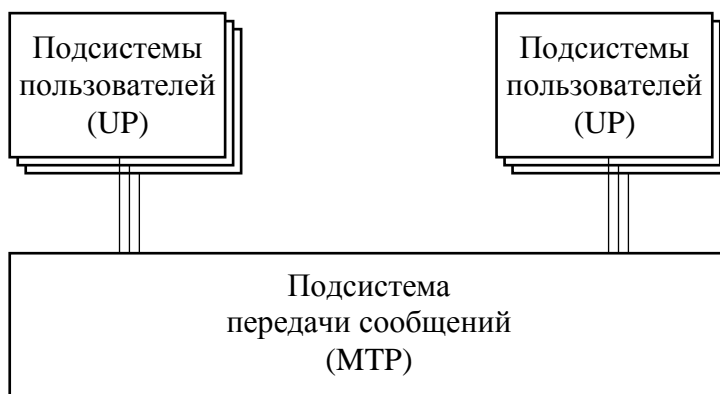 Подсистемы
пользователей
(UP)
Подсистемы
пользователей
(UP)
Подсистема
передачи сообщений
(MTP)